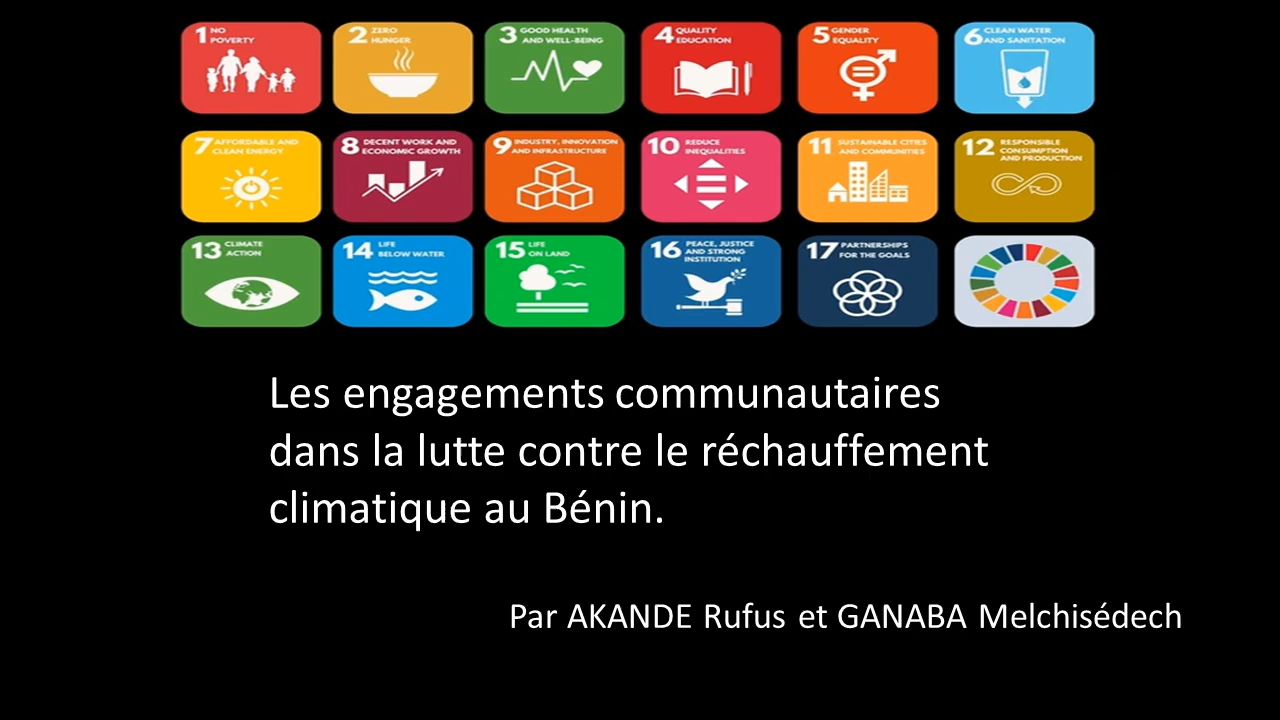 1 NO POVERTY
2 ZERO HUNGER
3 GOOD HEALTH AND WELL-BEING
4 QUALITY EDUCATION
5 GENDER EQUALITY
6 CLEAN WATER AND SANITATION
7 AFFORDABLE AND CLEAN ENERGY
8 DECENT WORK AND ECONOMIC GROWTH
9 INDUSTRY, INNOVATION AND INFRASTRUCTURE
10 REDUCE INEQUALITIES
11 SUSTAINABLE CITIES AND COMMUNITIES
12 RESPONSIBLE CONSUMPTION AND PRODUCTION
13 CLIMATE ACTION
14 LIFE BELOW WATER
15 LIFE ON LAND
16 PEACE, JUSTICE AND STRONG INSTITUTION
17 PARTNERSHIPS FOR THE GOALS
Les engagements communautaires
dans la lutte contre le réchauffement
climatique au Bénin.
Par AKANDE Rufus et GANABA Melchisédech